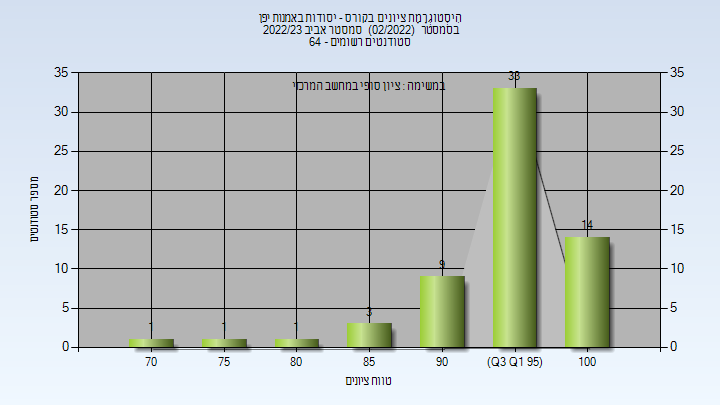 היסטוגרמת ציונים בקורס - יסודות באמנות יפן
בסמסטר (02/2022) סמסטר אביב 2022/23
סטודנטים רשומים - 64
במשימה : ציון סופי במחשב המרכזי
35 35
30 30
25 25
20 20
15 15
10 10
5 5
0 0
מספר סטודנטים
1 1 1 3 9 33 14
70 75 80 85 90 (Q3 Q1 95) 100
טווח ציונים